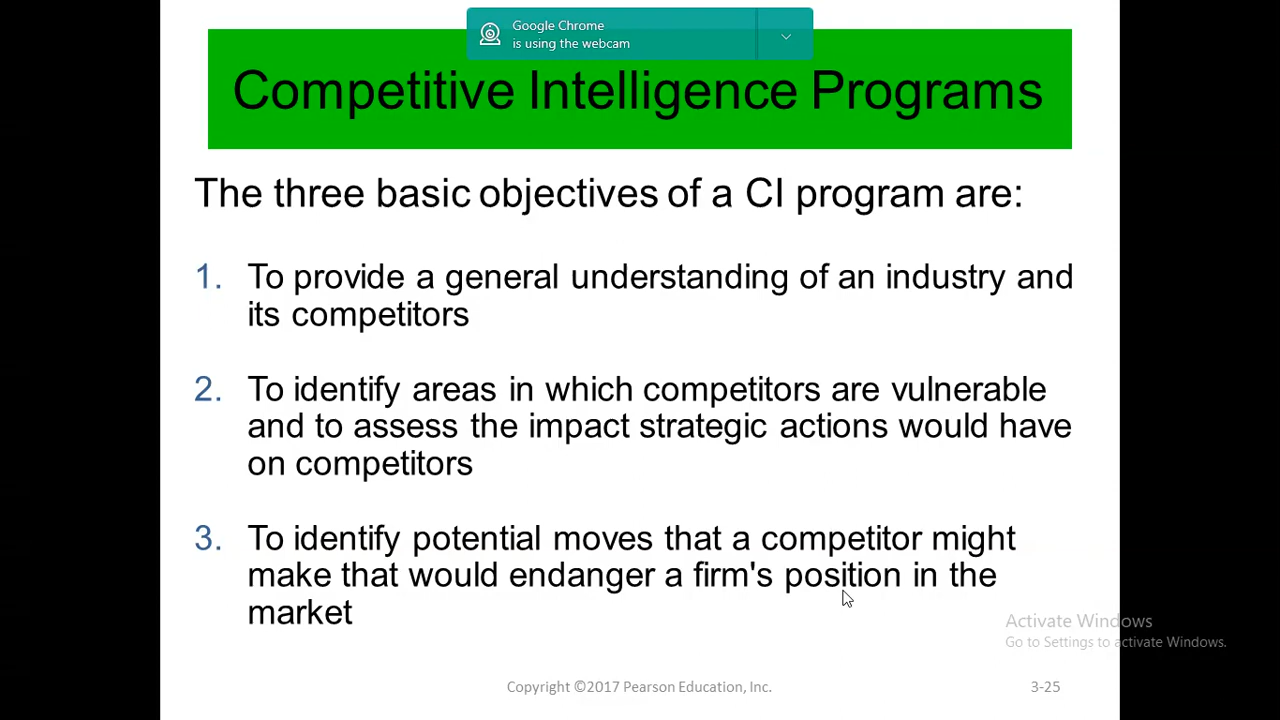 Google Chrome
is using the webcam
Competitive Intelligence Programs
The three basic objectives of a CI program are:
1. To provide a general understanding of an industry and
its competitors
2. To identify areas in which competitors are vulnerable
and to assess the impact strategic actions would have
on competitors
3. To identify potential moves that a competitor might
make that would endanger a firm's position in the
market
Activate Windows
Go to Settings to activate Windows.
Copyright ©2017 Pearson Education, Inc.
3-25